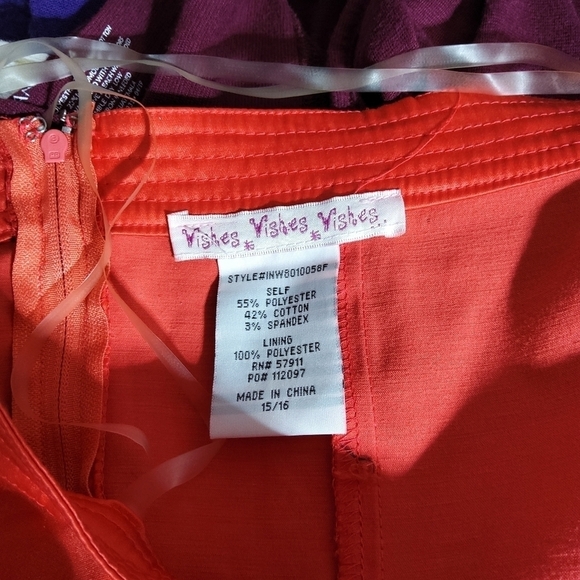 Vishes Vishes Vishes
STYLE#INW8010058F
SELF
55% POLYESTER
42% COTTON
3% SPANDEX
LINING
100% POLYESTER
RN# 57911
PO# 112097
MADE IN CHINA
15/16